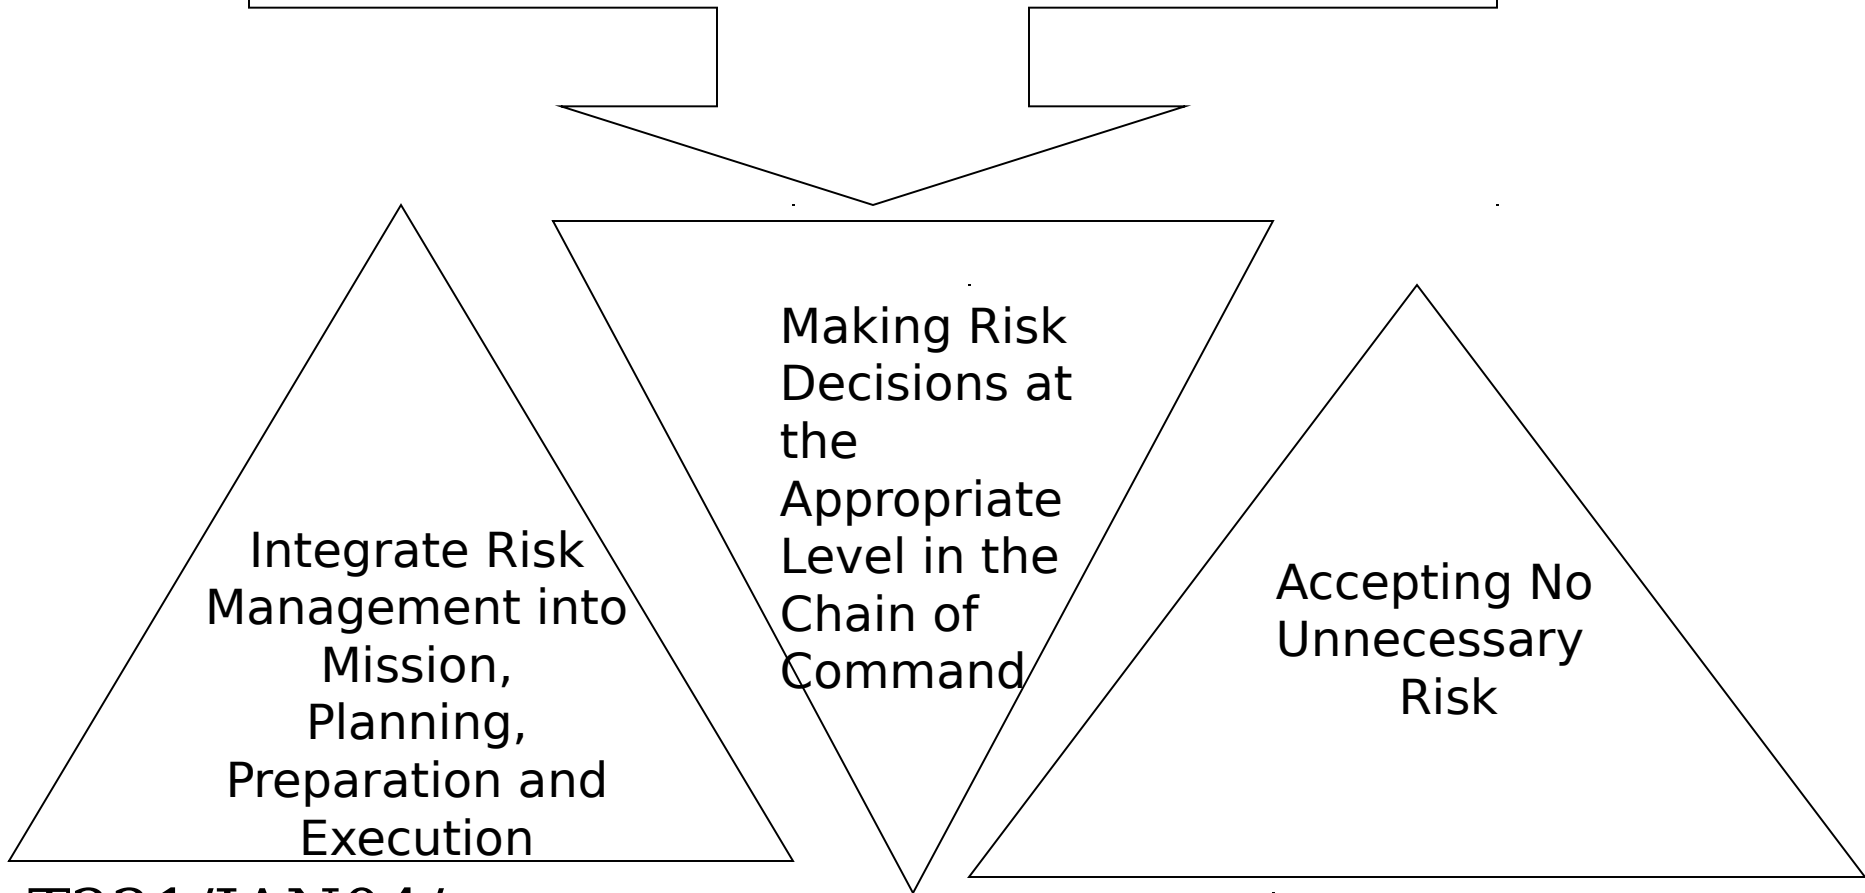 Integrate Risk
Management into
Mission,
Planning,
Preparation and
Execution
Making Risk
Decisions at
the
Appropriate
Level in the
Chain of
Command
Accepting No
Unnecessary
Risk